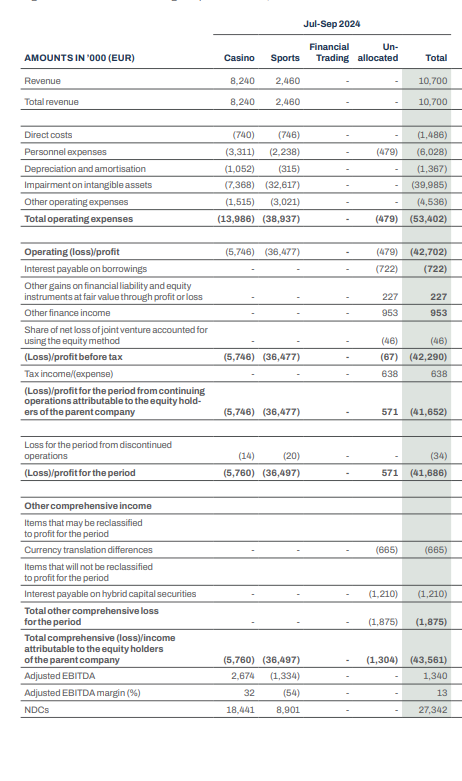 Jul-Sep 2024
AMOUNTS IN '000 (EUR) Casino Sports Financial Trading Un-allocated Total
Revenue 8,240 2,460 - - 10,700
Total revenue 8,240 2,460 - - 10,700
Direct costs (740) (746) - - (1,486)
Personnel expenses (3,311) (2,238) - (479) (6,028)
Depreciation and amortisation (1,052) (315) - - (1,367)
Impairment on intangible assets (7,368) (32,617) - - (39,985)
Other operating expenses (1,515) (3,021) - - (4,536)
Total operating expenses (13,986) (38,937) - (479) (53,402)
Operating (loss)/profit (5,746) (36,477) - (479) (42,702)
Interest payable on borrowings - - - (722) (722)
Other gains on financial liability and equity
instruments at fair value through profit or loss - - - 227 227
Other finance income - - - 953 953
Share of net loss of joint venture accounted for
using the equity method - - - (46) (46)
(Loss)/profit before tax (5,746) (36,477) - (67) (42,290)
Tax income/(expense) - - - 638 638
(Loss)/profit for the period from continuing
operations attributable to the equity hold-
ers of the parent company (5,746) (36,477) - 571 (41,652)
Loss for the period from discontinued
operations (14) (20) - - (34)
(Loss)/profit for the period (5,760) (36,497) - 571 (41,686)
Other comprehensive income
Items that may be reclassified
to profit for the period
Currency translation differences - - - (665) (665)
Items that will not be reclassified
to profit for the period
Interest payable on hybrid capital securities - - - (1,210) (1,210)
Total other comprehensive loss
for the period - - - (1,875) (1,875)
Total comprehensive (loss)/income
attributable to the equity holders
of the parent company (5,760) (36,497) - (1,304) (43,561)
Adjusted EBITDA 2,674 (1,334) - - 1,340
Adjusted EBITDA margin (%) 32 (54) - - 13
NDCs 18,441 8,901 - - 27,342